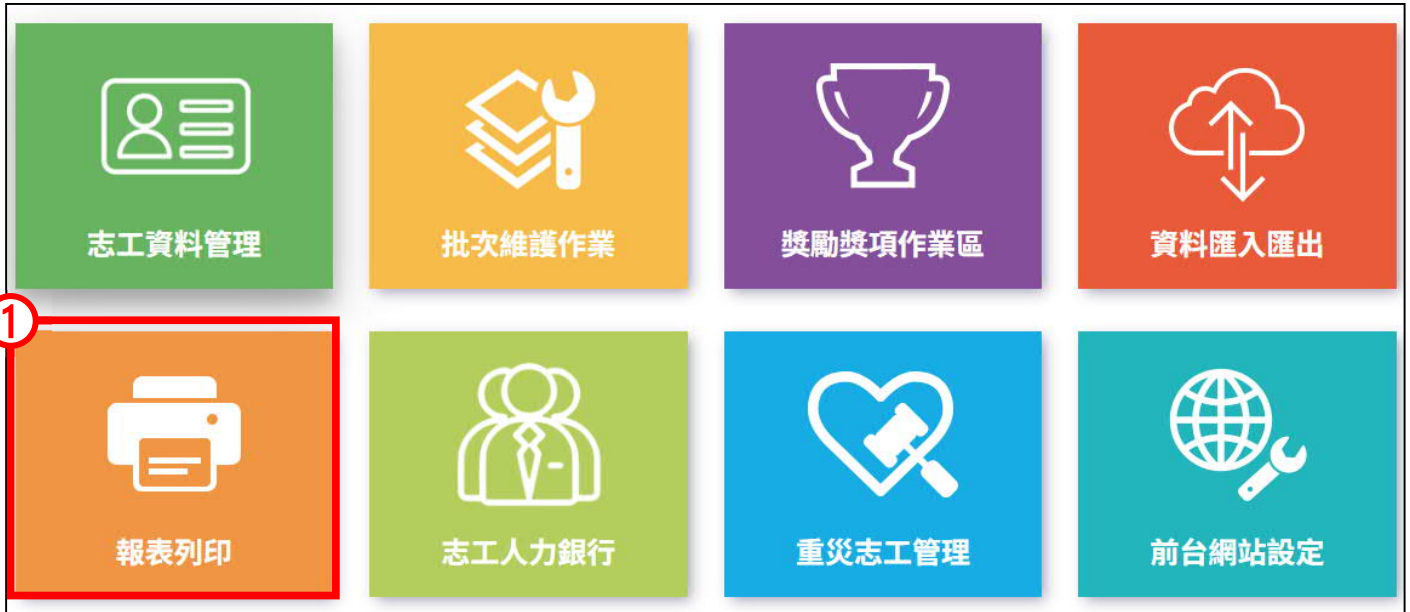 志工資料管理
批次維護作業
獎勵獎項作業區
資料匯入匯出
1
報表列印
志工人力銀行
重災志工管理
前台網站設定